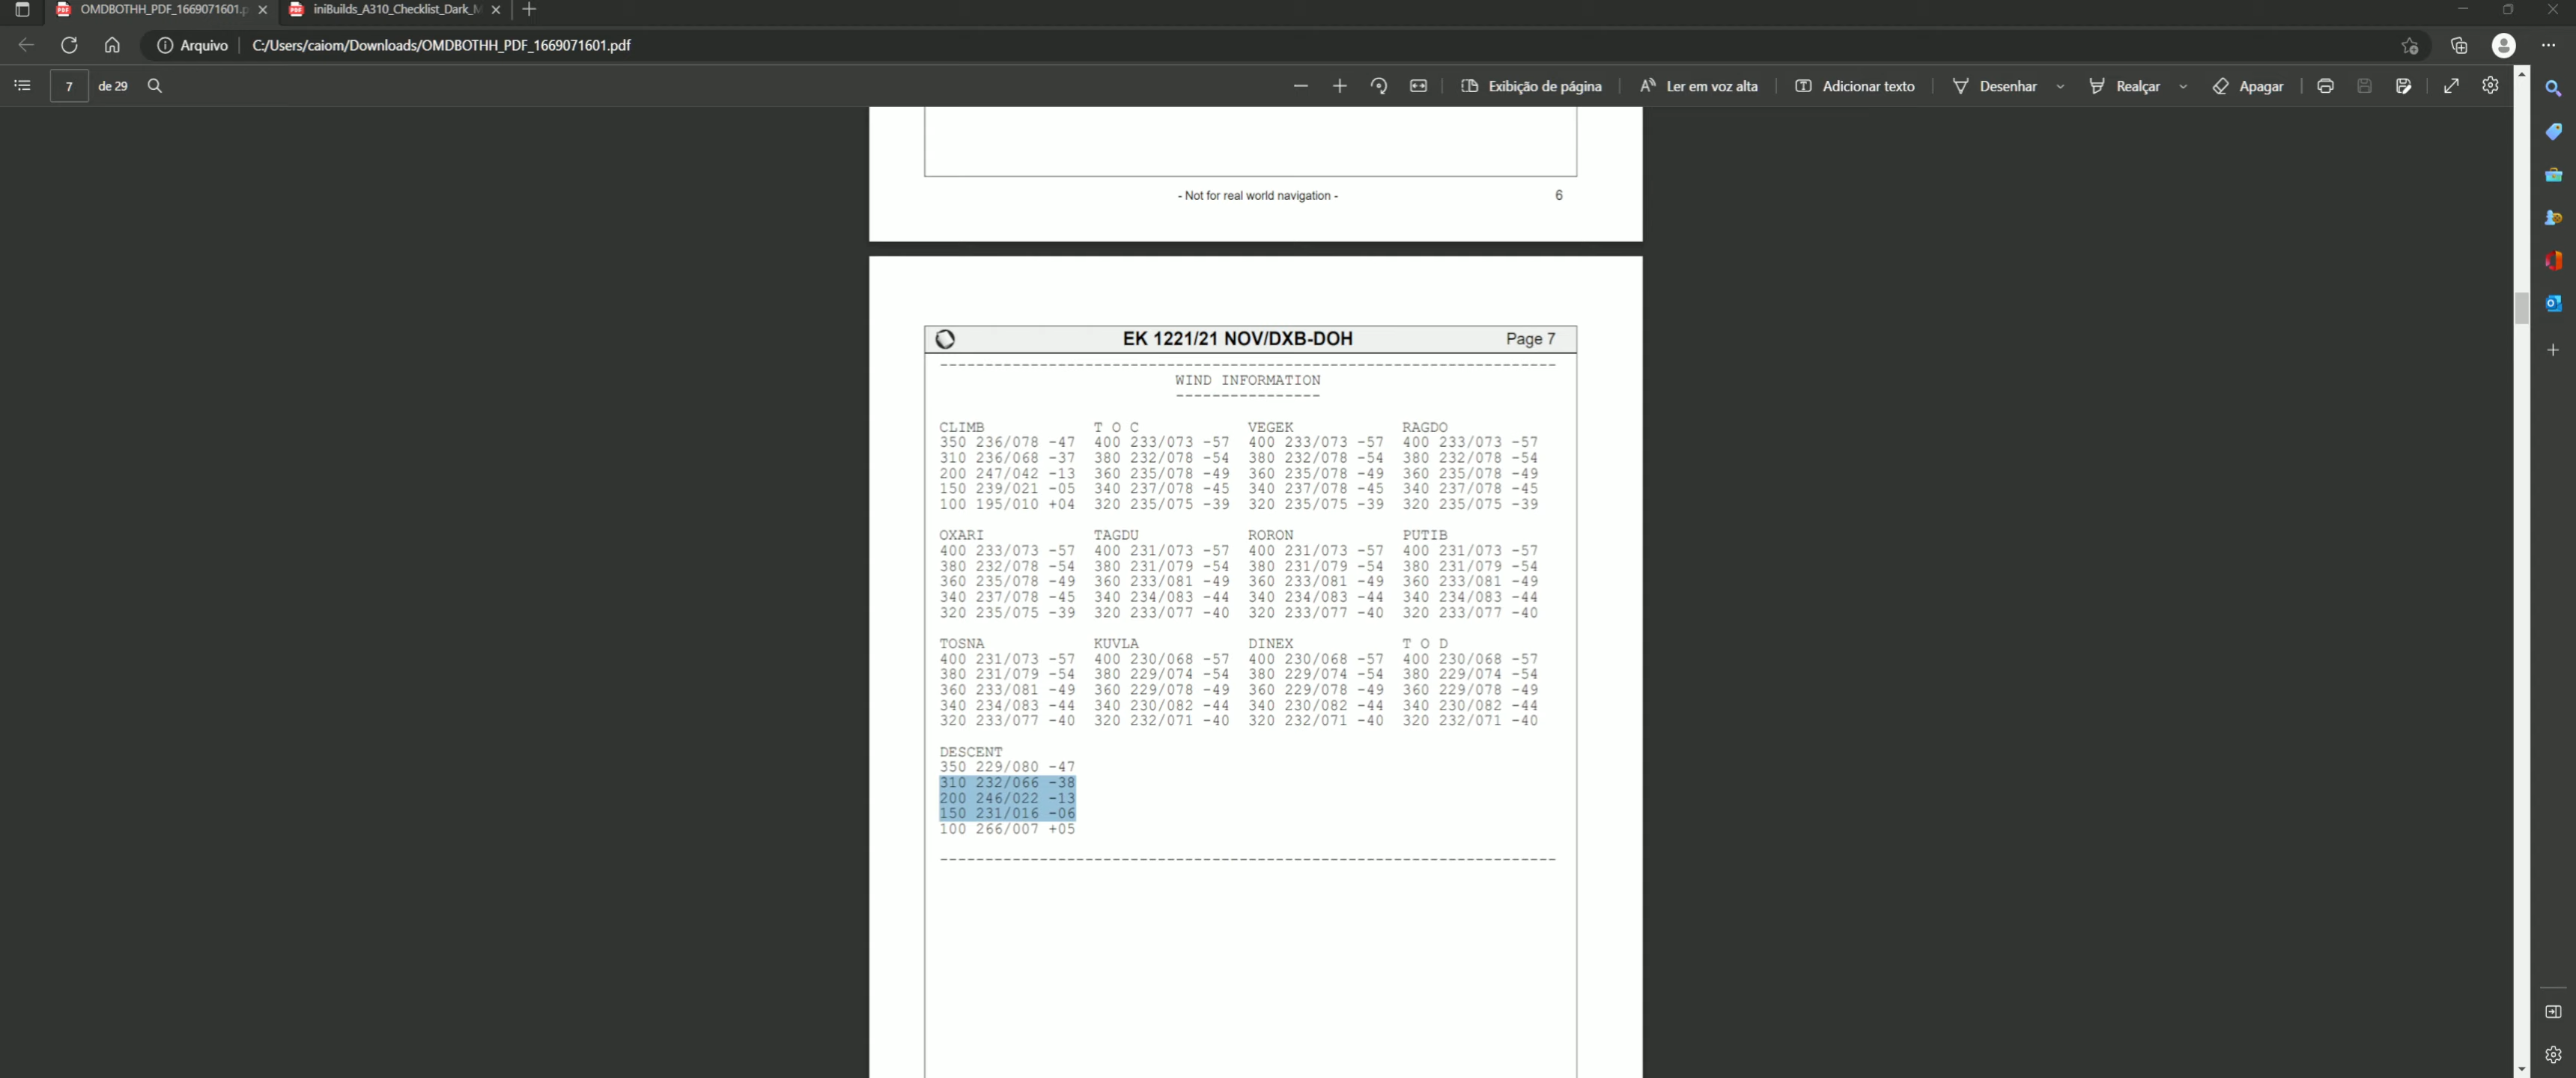 OMDBOTHH_PDF_1669071601.p
iniBuilds_A310_Checklist_Dark_M
Arquivo
C:/Users/caiom/Downloads/OMDBOTHH_PDF_1669071601.pdf
7 de 29
Exibição de página
Ler em voz alta
Adicionar texto
Desenhar
Realçar
Apagar
- Not for real world navigation - 6
EK 1221/21 NOV/DXB-DOH Page 7
WIND INFORMATION
CLIMB T O C VEGEK RAGDO
350 236/078 -47 400 233/073 -57 400 233/073 -57 400 233/073 -57
310 236/068 -37 380 232/078 -54 380 232/078 -54 380 232/078 -54
200 247/042 -13 360 235/078 -49 360 235/078 -49 360 235/078 -49
150 239/021 -05 340 237/078 -45 340 237/078 -45 340 237/078 -45
100 195/010 +04 320 235/075 -39 320 235/075 -39 320 235/075 -39
OXARI TAGDU RORON PUTIB
400 233/073 -57 400 231/073 -57 400 231/073 -57 400 231/073 -57
380 232/078 -54 380 231/079 -54 380 231/079 -54 380 231/079 -54
360 235/078 -49 360 233/081 -49 360 233/081 -49 360 233/081 -49
340 237/078 -45 340 234/083 -44 340 234/083 -44 340 234/083 -44
320 235/075 -39 320 233/077 -40 320 233/077 -40 320 233/077 -40
TOSNA KUVLA DINEX T O D
400 231/073 -57 400 230/068 -57 400 230/068 -57 400 230/068 -57
380 231/079 -54 380 229/074 -54 380 229/074 -54 380 229/074 -54
360 233/081 -49 360 229/078 -49 360 229/078 -49 360 229/078 -49
340 234/083 -44 340 230/082 -44 340 230/082 -44 340 230/082 -44
320 233/077 -40 320 232/071 -40 320 232/071 -40 320 232/071 -40
DESCENT
350 229/080 -47
310 232/066 -38
200 246/022 -13
150 231/016 -06
100 266/007 +05